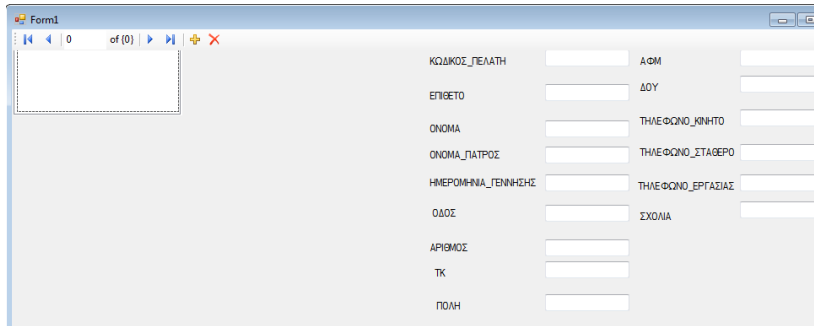 Form1
0 of {0}
ΚΩΔΙΚΟΣ_ΠΕΛΑΤΗ
ΕΠΙΘΕΤΟ
ΟΝΟΜΑ
ΟΝΟΜΑ_ΠΑΤΡΟΣ
ΗΜΕΡΟΜΗΝΙΑ_ΓΕΝΝΗΣΗΣ
ΟΔΟΣ
ΑΡΙΘΜΟΣ
ΤΚ
ΠΟΛΗ
ΑΦΜ
ΔΟΥ
ΤΗΛΕΦΩΝΟ_ΚΙΝΗΤΟ
ΤΗΛΕΦΩΝΟ_ΣΤΑΘΕΡΟ
ΤΗΛΕΦΩΝΟ_ΕΡΓΑΣΙΑΣ
ΣΧΟΛΙΑ